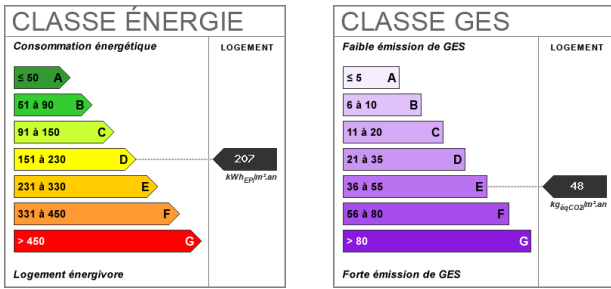 CLASSE ÉNERGIE
Consommation énergétique
LOGEMENT
≤ 50 A
51 à 90 B
91 à 150 C
151 à 230 D
207
kWhEP/m².an
231 à 330 E
331 à 450 F
> 450 G
Logement énergivore
CLASSE GES
Faible émission de GES
LOGEMENT
≤ 5 A
6 à 10 B
11 à 20 C
21 à 35 D
36 à 55 E
48
kgéqCO2/m².an
56 à 80 F
> 80 G
Forte émission de GES